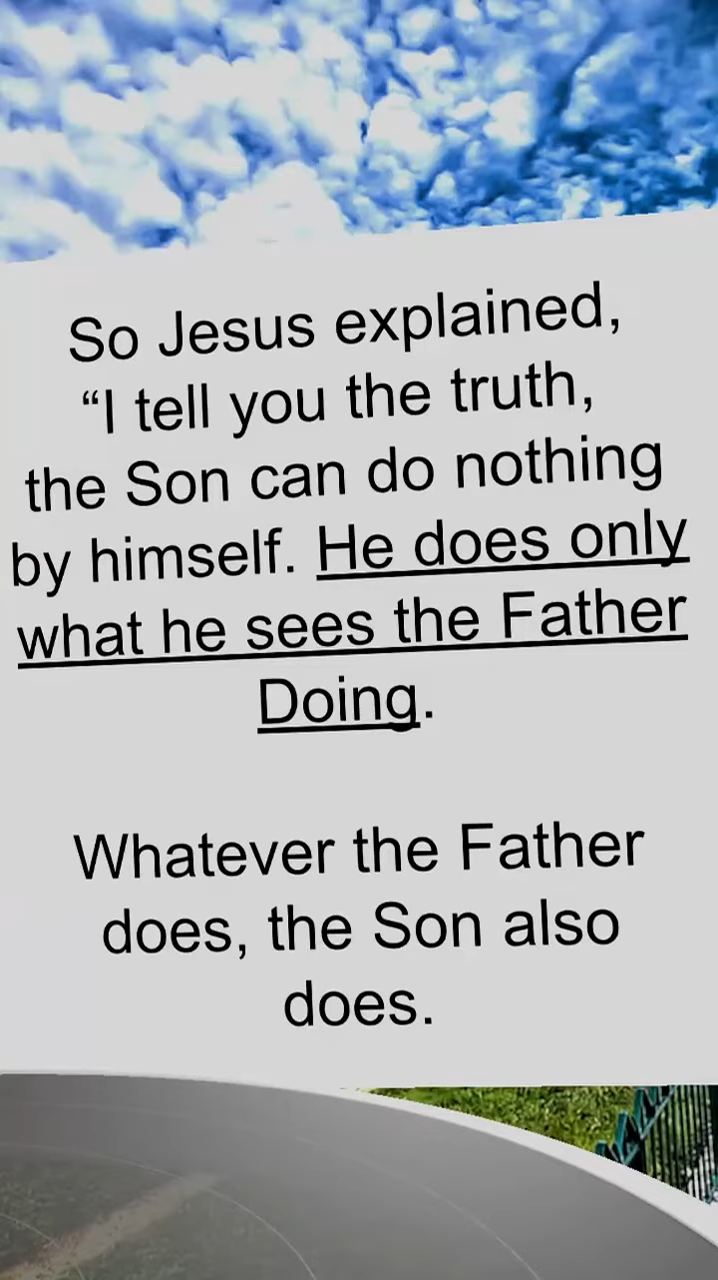 So Jesus explained,
“I tell you the truth,
the Son can do nothing
by himself. He does only
what he sees the Father
Doing.
Whatever the Father
does, the Son also
does.